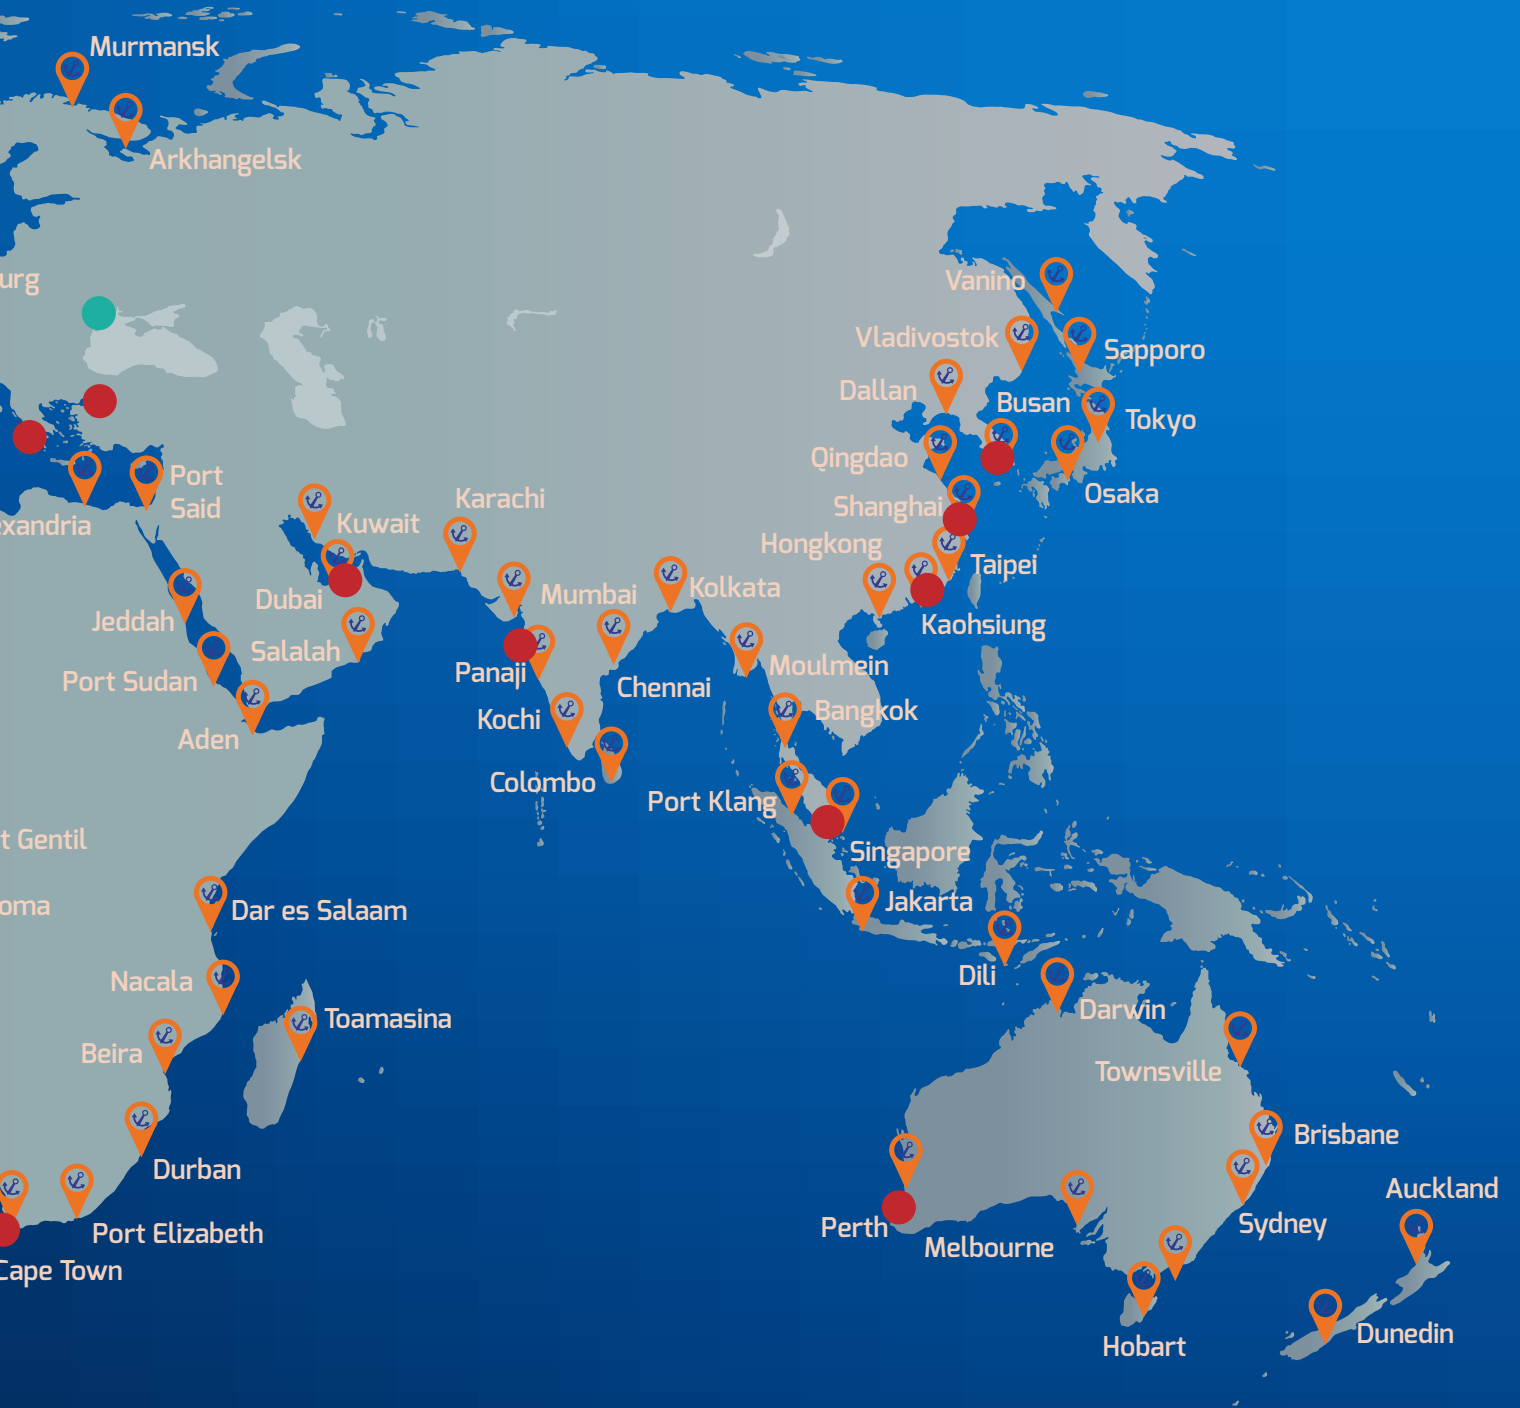 Murmansk
Arkhangelsk
urg
Vanino
Vladivostok
Sapporo
Dallan
Busan
Tokyo
Qingdao
Port
Said
Osaka
Karachi
Shanghai
exandria
Kuwait
Hongkong
Taipei
Kolkata
Mumbai
Dubai
Jeddah
Kaohsiung
Salalah
Moulmein
Panaji
Port Sudan
Chennai
Bangkok
Kochi
Aden
Colombo
Port Klang
t Gentil
Singapore
Jakarta
oma
Dar es Salaam
Dili
Nacala
Darwin
Toamasina
Beira
Townsville
Brisbane
Durban
Auckland
Sydney
Perth
Port Elizabeth
Melbourne
Cape Town
Dunedin
Hobart